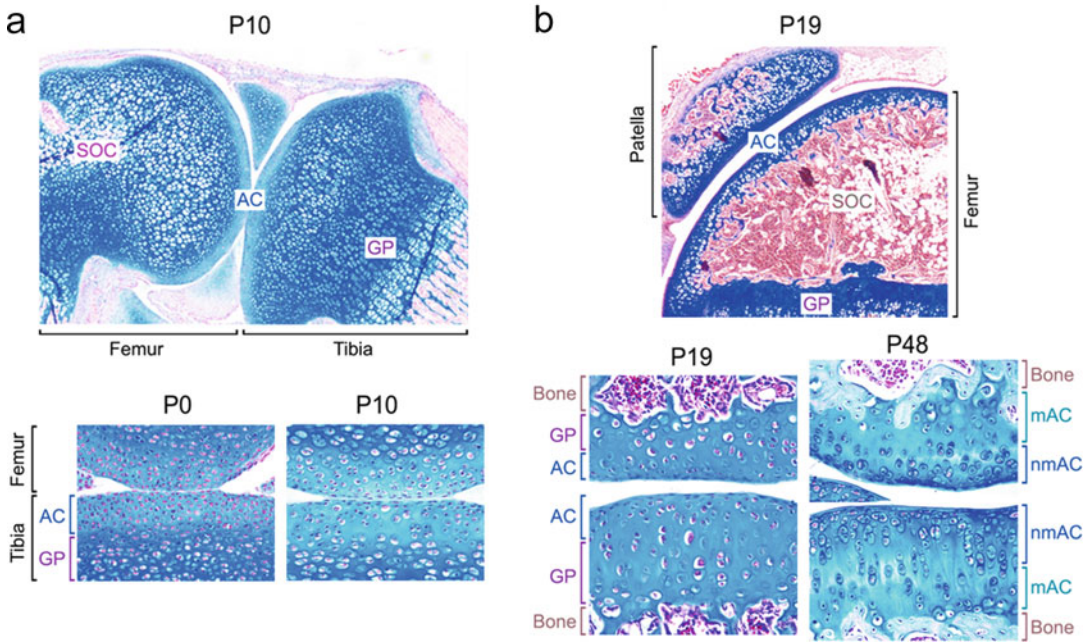 a
P10
SOC
AC
GP
Femur
Tibia
P0
P10
Femur
Tibia
AC
GP
b
P19
Patella
AC
SOC
GP
Femur
P19
P48
Bone
GP
AC
AC
GP
Bone
Bone
mAC
nmAC
nmAC
mAC
Bone